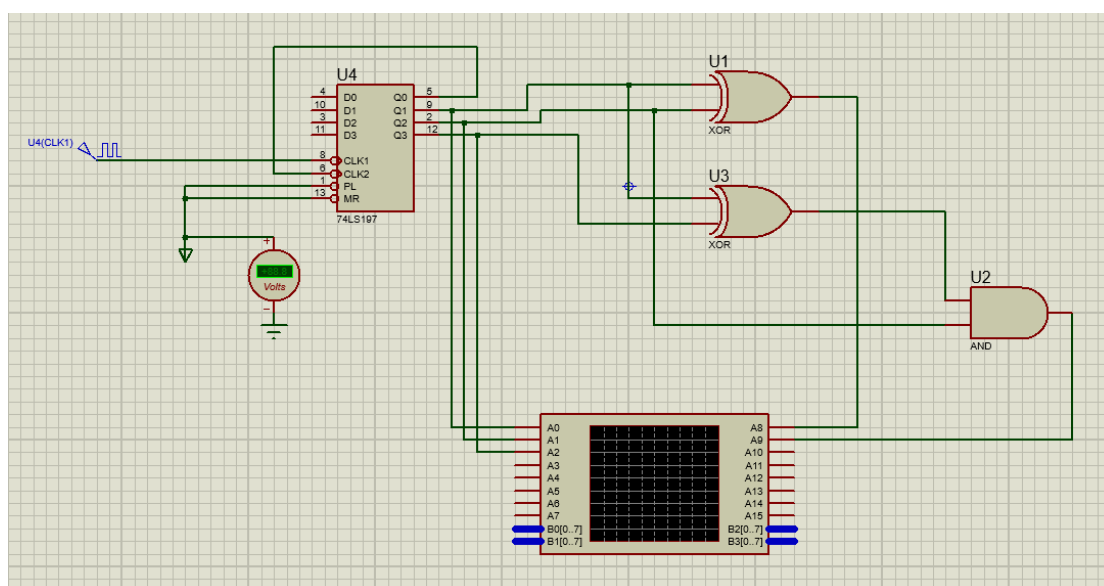 U4
4 D0 Q0 5
10 D1 Q1 9
3 D2 Q2 2
11 D3 Q3 12
U4(CLK1)
8 CLK1
6 CLK2
1 PL
13 MR
74LS197
U1
XOR
U3
XOR
+
Volts
−
U2
AND
A0 A8
A1 A9
A2 A10
A3 A11
A4 A12
A5 A13
A6 A14
A7 A15
B0[0..7] B2[0..7]
B1[0..7] B3[0..7]